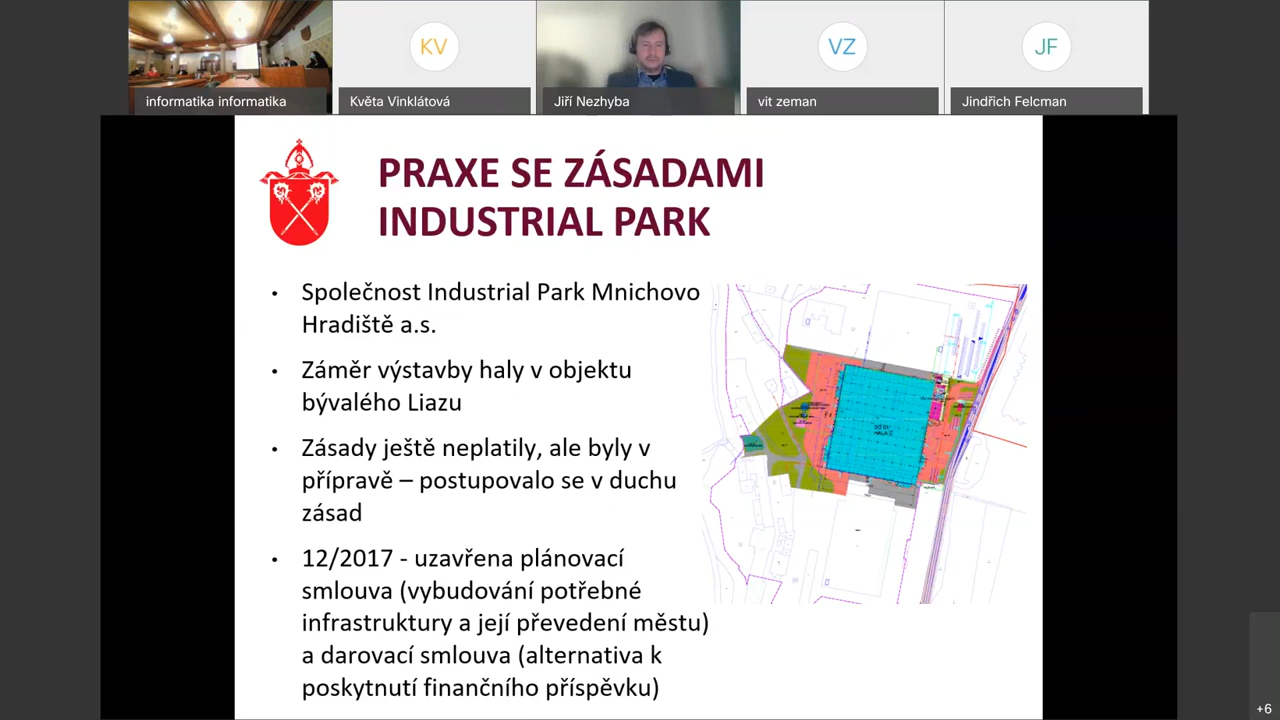 KV
VZ
JF
informatika informatika
Květa Vinklátová
Jiří Nezhyba
vit zeman
Jindřich Felcman
PRAXE SE ZÁSADAMI
INDUSTRIAL PARK
• Společnost Industrial Park Mnichovo
Hradiště a.s.
• Záměr výstavby haly v objektu
bývalého Liazu
• Zásady ještě neplatily, ale byly v
přípravě – postupovalo se v duchu
zásad
• 12/2017 - uzavřena plánovací
smlouva (vybudování potřebné
infrastruktury a její převedení městu)
a darovací smlouva (alternativa k
poskytnutí finančního příspěvku)
HALA C
+6